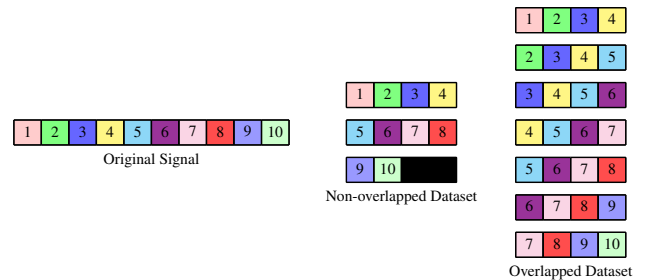 1 2 3 4 5 6 7 8 9 10
Original Signal
1 2 3 4
5 6 7 8
9 10
Non-overlapped Dataset
1 2 3 4
2 3 4 5
3 4 5 6
4 5 6 7
5 6 7 8
6 7 8 9
7 8 9 10
Overlapped Dataset